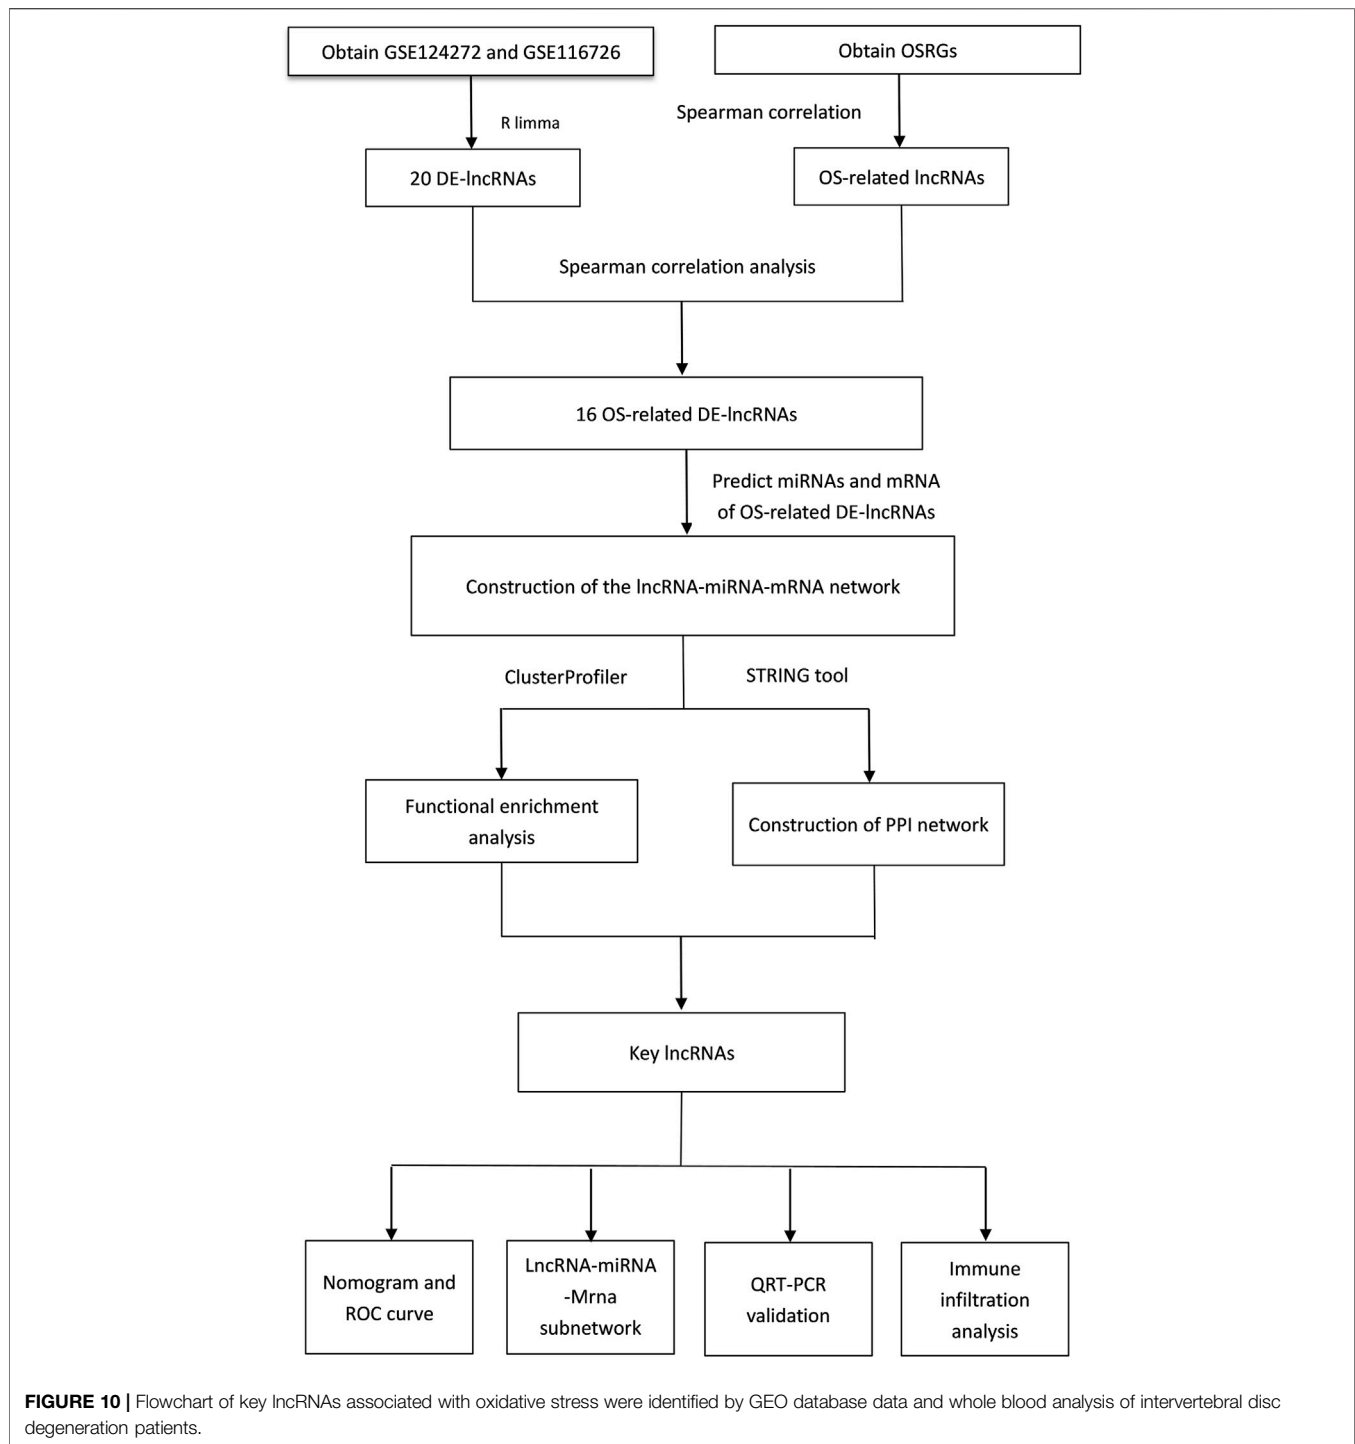 Obtain GSE124272 and GSE116726
Obtain OSRGs
R limma
Spearman correlation
20 DE-lncRNAs
OS-related lncRNAs
Spearman correlation analysis
16 OS-related DE-lncRNAs
Predict miRNAs and mRNA
of OS-related DE-lncRNAs
Construction of the lncRNA-miRNA-mRNA network
ClusterProfiler
STRING tool
Functional enrichment
analysis
Construction of PPI network
Key lncRNAs
Nomogram and
ROC curve
LncRNA-miRNA
-Mrna
subnetwork
QRT-PCR
validation
Immune
infiltration
analysis
FIGURE 10 | Flowchart of key lncRNAs associated with oxidative stress were identified by GEO database data and whole blood analysis of intervertebral disc
degeneration patients.